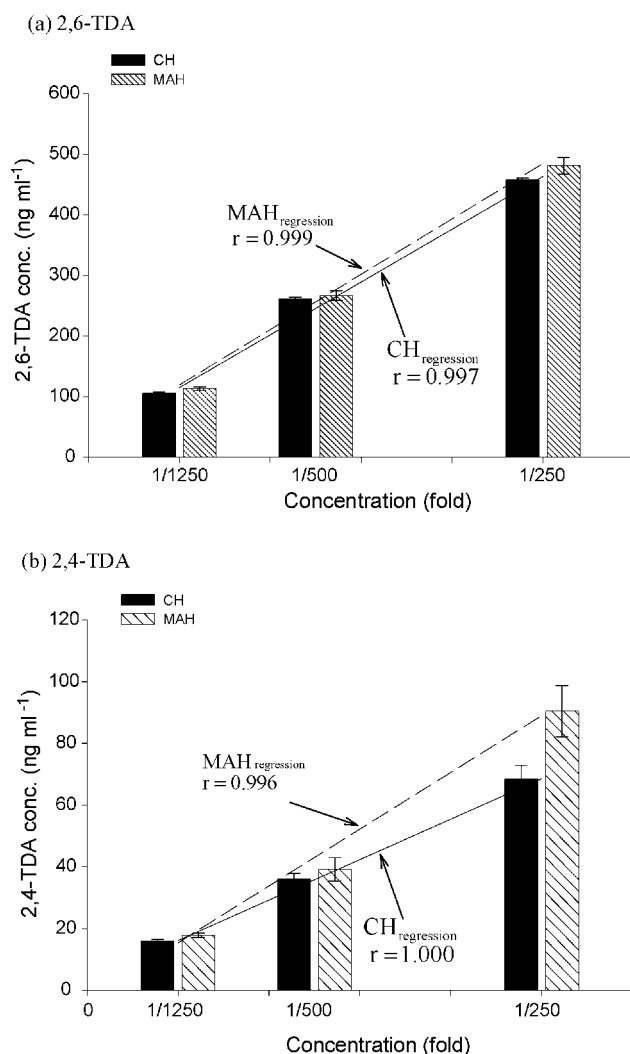 (a) 2,6-TDA
CH
MAH
600
500
400
300
200
100
0
2,6-TDA conc. (ng ml⁻¹)
MAHregression
r = 0.999
CHregression
r = 0.997
1/1250 1/500 1/250
Concentration (fold)
(b) 2,4-TDA
CH
MAH
120
100
80
60
40
20
0
2,4-TDA conc. (ng ml⁻¹)
MAHregression
r = 0.996
CHregression
r = 1.000
0 1/1250 1/500 1/250
Concentration (fold)